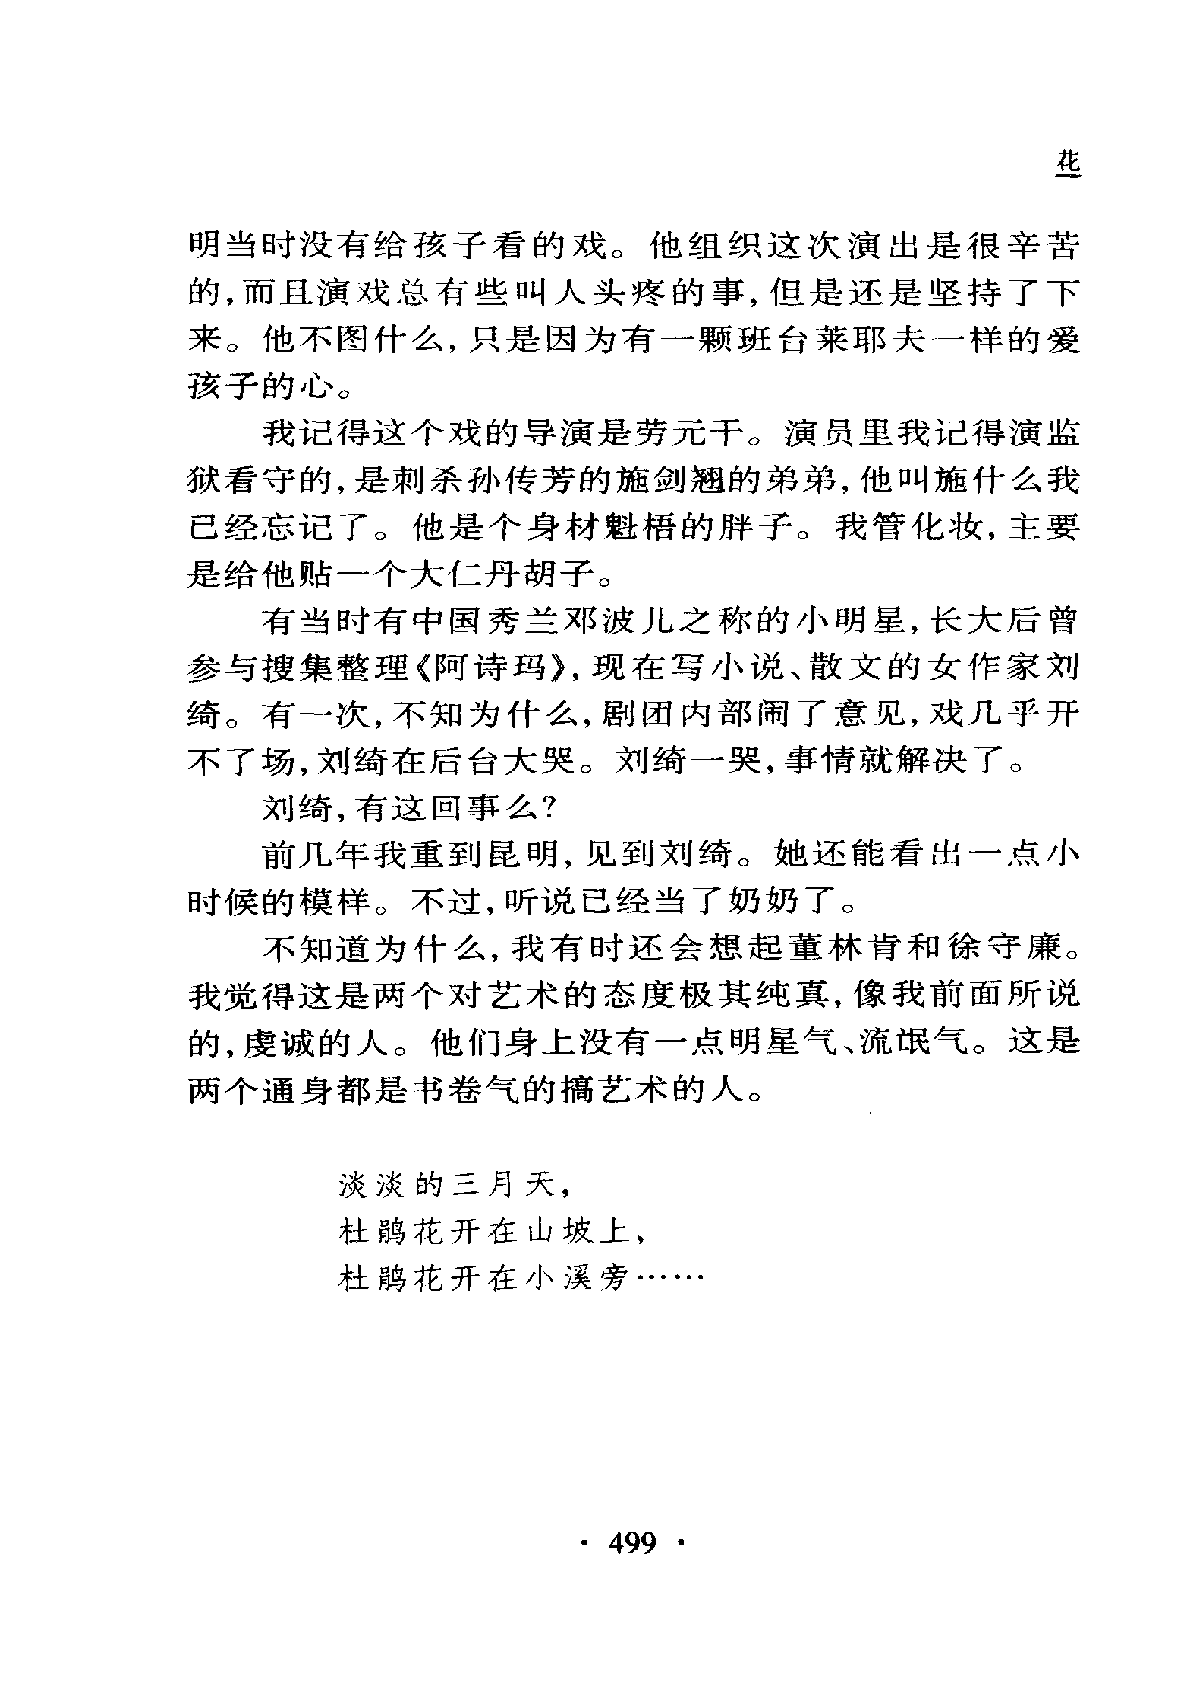 花
明当时没有给孩子看的戏。他组织这次演出是很辛苦
的,而且演戏总有些叫人头疼的事,但是还是坚持了下
来。他不图什么,只是因为有一颗班台莱耶夫一样的爱
孩子的心。
我记得这个戏的导演是劳元干。演员里我记得演监
狱看守的,是刺杀孙传芳的施剑翘的弟弟,他叫施什么我
已经忘记了。他是个身材魁梧的胖子。我管化妆,主要
是给他贴一个大仁丹胡子。
有当时有中国秀兰邓波儿之称的小明星,长大后曾
参与搜集整理《阿诗玛》,现在写小说、散文的女作家刘
绮。有一次,不知为什么,剧团内部闹了意见,戏几乎开
不了场,刘绮在后台大哭。刘绮一哭,事情就解决了。
刘绮,有这回事么?
前几年我重到昆明,见到刘绮。她还能看出一点小
时候的模样。不过,听说已经当了奶奶了。
不知道为什么,我有时还会想起董林肯和徐守廉。
我觉得这是两个对艺术的态度极其纯真,像我前面所说
的,虔诚的人。他们身上没有一点明星气、流氓气。这是
两个通身都是书卷气的搞艺术的人。
淡淡的三月天,
杜鹃花开在山坡上,
杜鹃花开在小溪旁……
· 499 ·